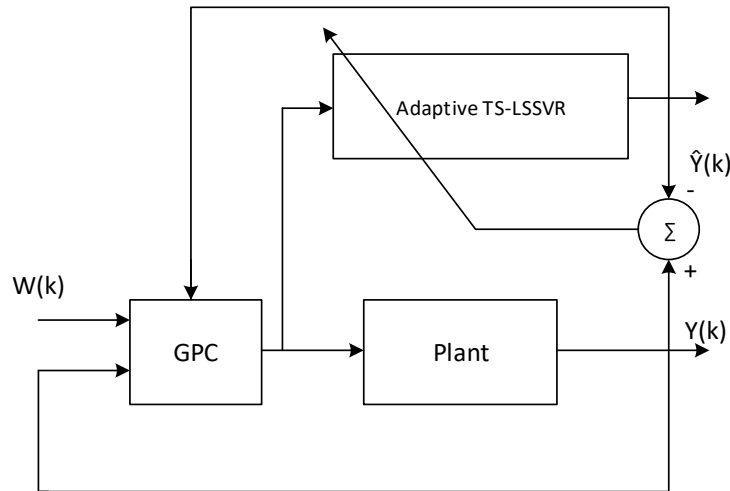 Adaptive TS-LSSVR
Ŷ(k)
-
Σ
+
W(k)
GPC
Plant
Y(k)